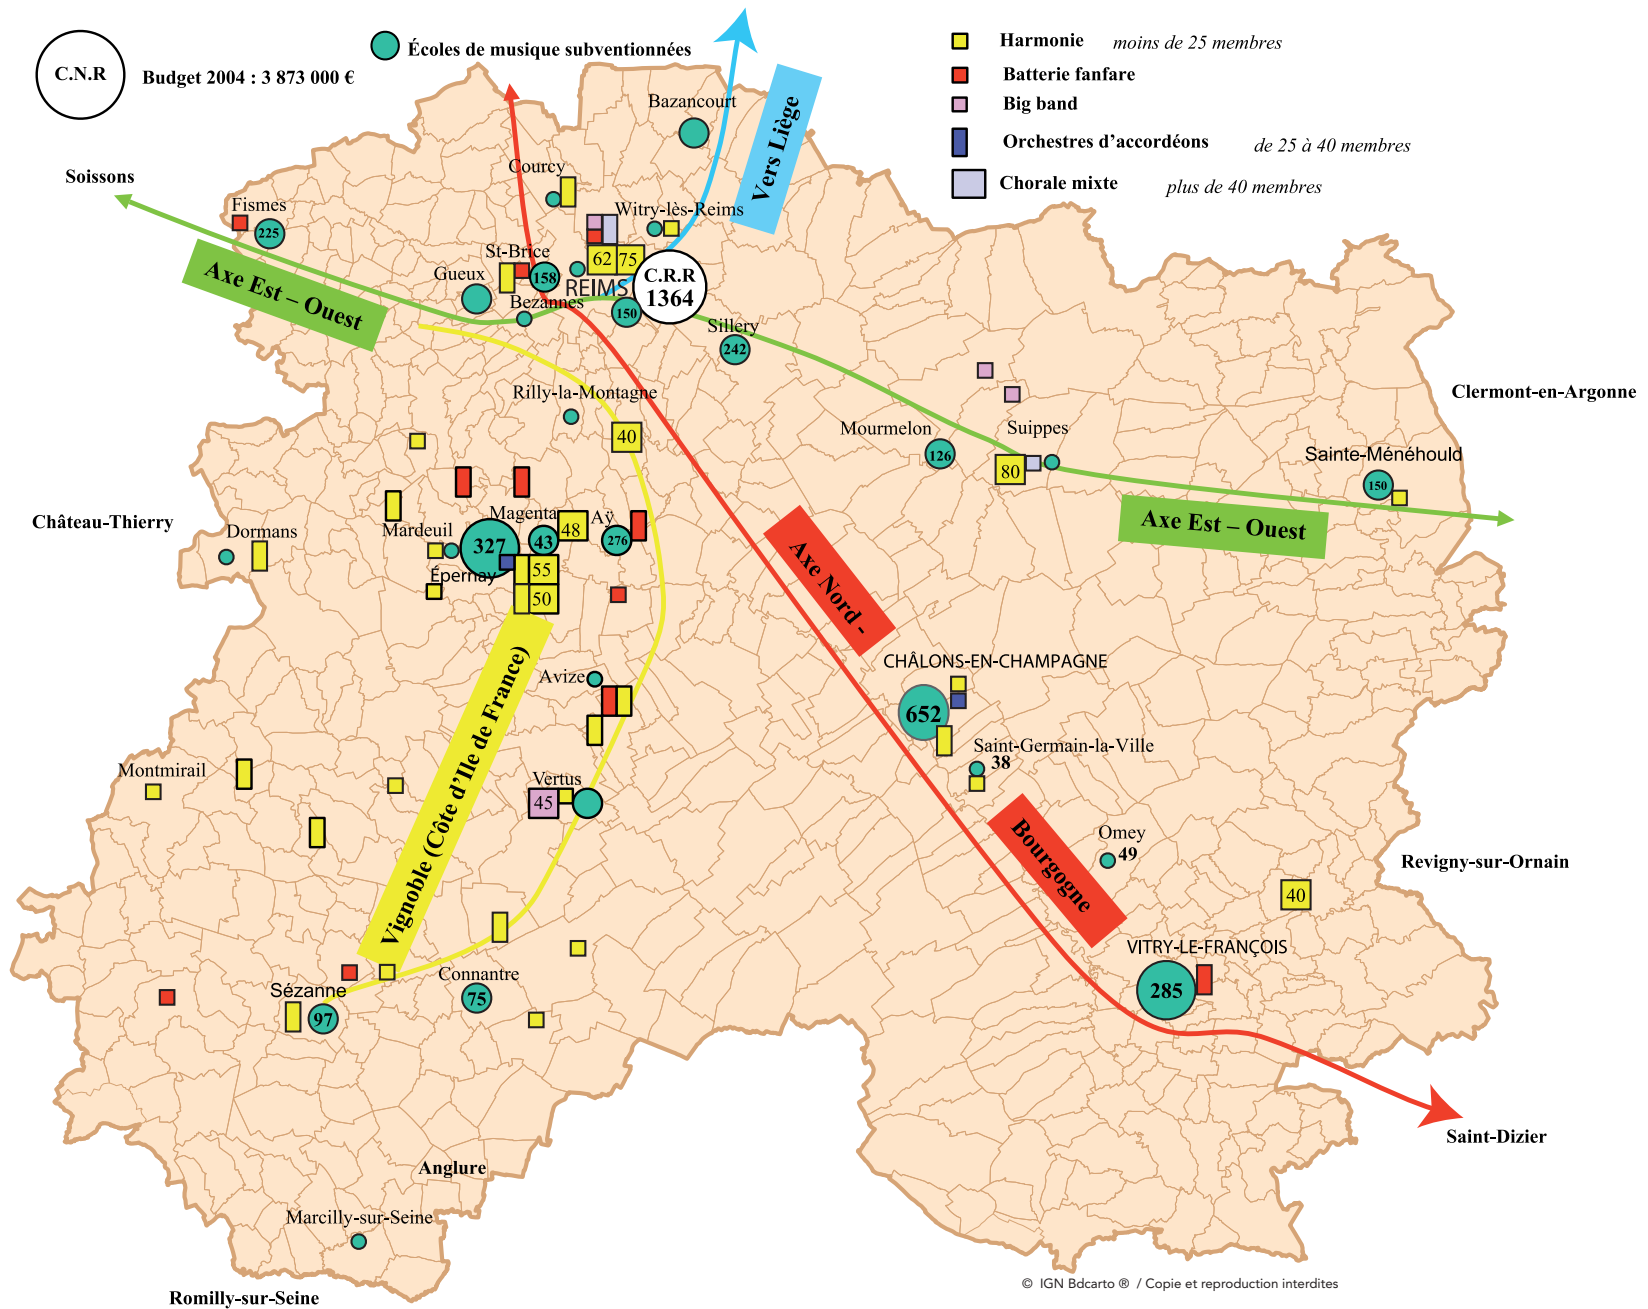 C.N.R
Budget 2004 : 3 873 000 €
Écoles de musique subventionnées
Harmonie
moins de 25 membres
Batterie fanfare
Big band
Orchestres d'accordéons
de 25 à 40 membres
Chorale mixte
plus de 40 membres
Vers Liège
Bazancourt
Soissons
Courcy
Fismes
225
Witry-lès-Reims
Axe Est – Ouest
St-Brice
158
62
75
Gueux
REIMS
C.R.R
1364
Bezannes
150
Sillery
242
Clermont-en-Argonne
Rilly-la-Montagne
40
Mourmelon
126
Suippes
80
Sainte-Ménéhould
150
Axe Est – Ouest
Château-Thierry
Dormans
Mardeuil
327
Magenta
43
48
Aÿ
276
Épernay
55
50
Axe Nord -
Vignoble (Côte d'Ile de France)
CHÂLONS-EN-CHAMPAGNE
652
Avize
Saint-Germain-la-Ville
38
Montmirail
Vertus
45
Bourgogne
Omey
49
Revigny-sur-Ornain
40
VITRY-LE-FRANÇOIS
285
Sézanne
97
Connantre
75
Saint-Dizier
Anglure
Marcilly-sur-Seine
Romilly-sur-Seine
© IGN Bdcarto ® / Copie et reproduction interdites